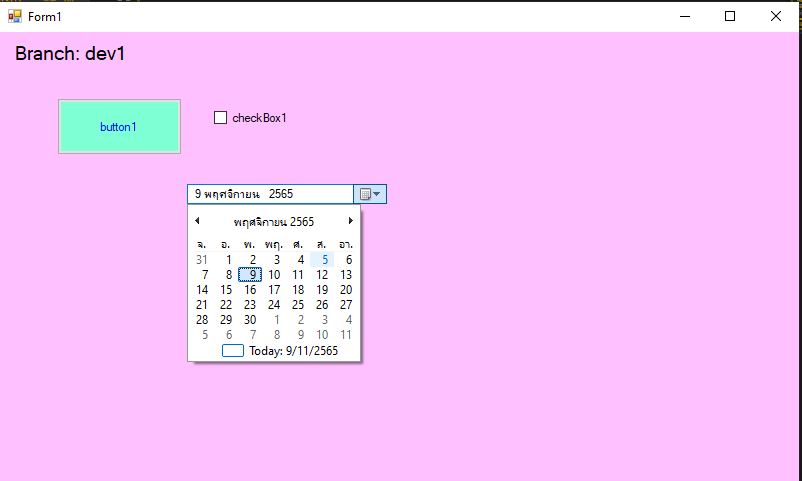 Form1
Branch: dev1
button1
checkBox1
9 พฤศจิกายน 2565
พฤศจิกายน 2565
จ. อ. พ. พฤ. ศ. ส. อา.
31 1 2 3 4 5 6
7 8 9 10 11 12 13
14 15 16 17 18 19 20
21 22 23 24 25 26 27
28 29 30 1 2 3 4
5 6 7 8 9 10 11
Today: 9/11/2565